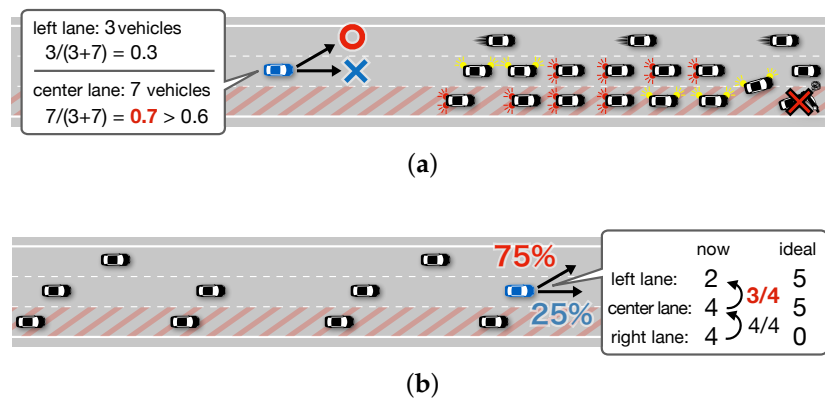 left lane: 3 vehicles
3/(3+7) = 0.3
center lane: 7 vehicles
7/(3+7) = 0.7 > 0.6
(a)
75%
25%
now ideal
left lane: 2 5
3/4
center lane: 4 5
4/4
right lane: 4 0
(b)